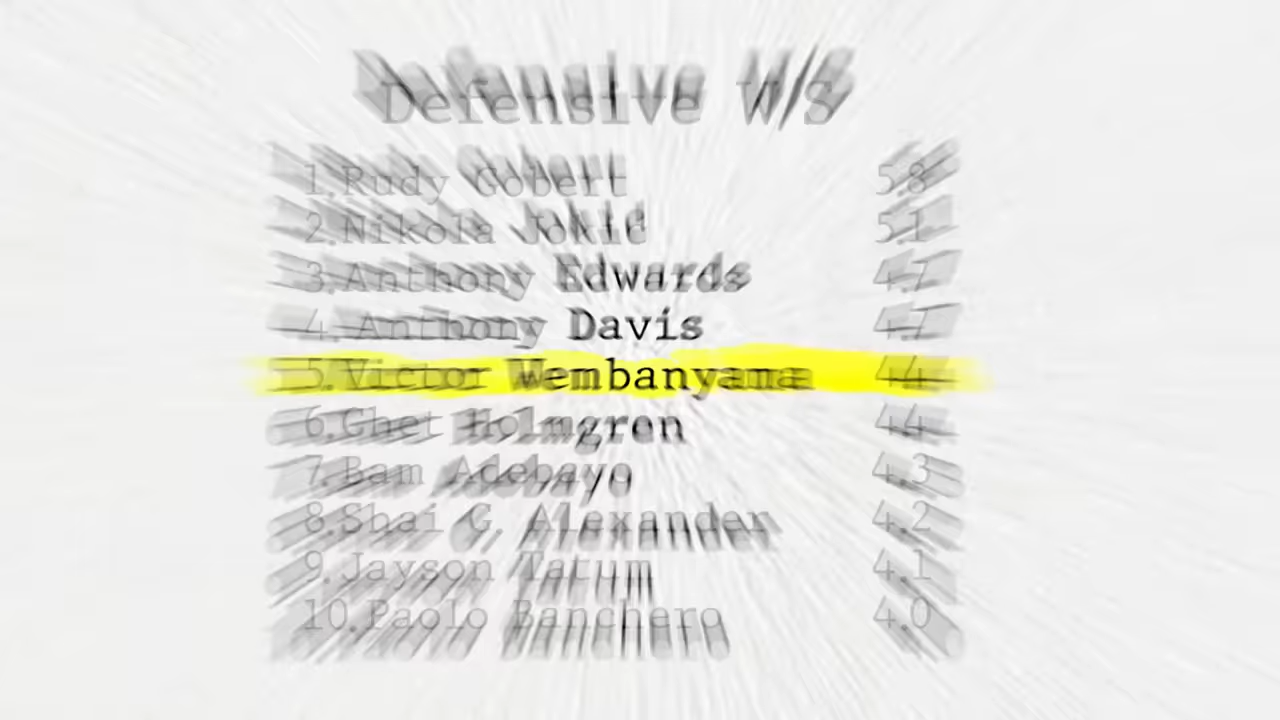 Defensive W/S
1. Rudy Gobert 5.8
2. Nikola Jokić 5.1
3. Anthony Edwards 4.7
4. Anthony Davis 4.7
5. Victor Wembanyama 4.4
6. Chet Holmgren 4.4
7. Bam Adebayo 4.3
8. Shai G. Alexander 4.2
9. Jayson Tatum 4.1
10. Paolo Banchero 4.0